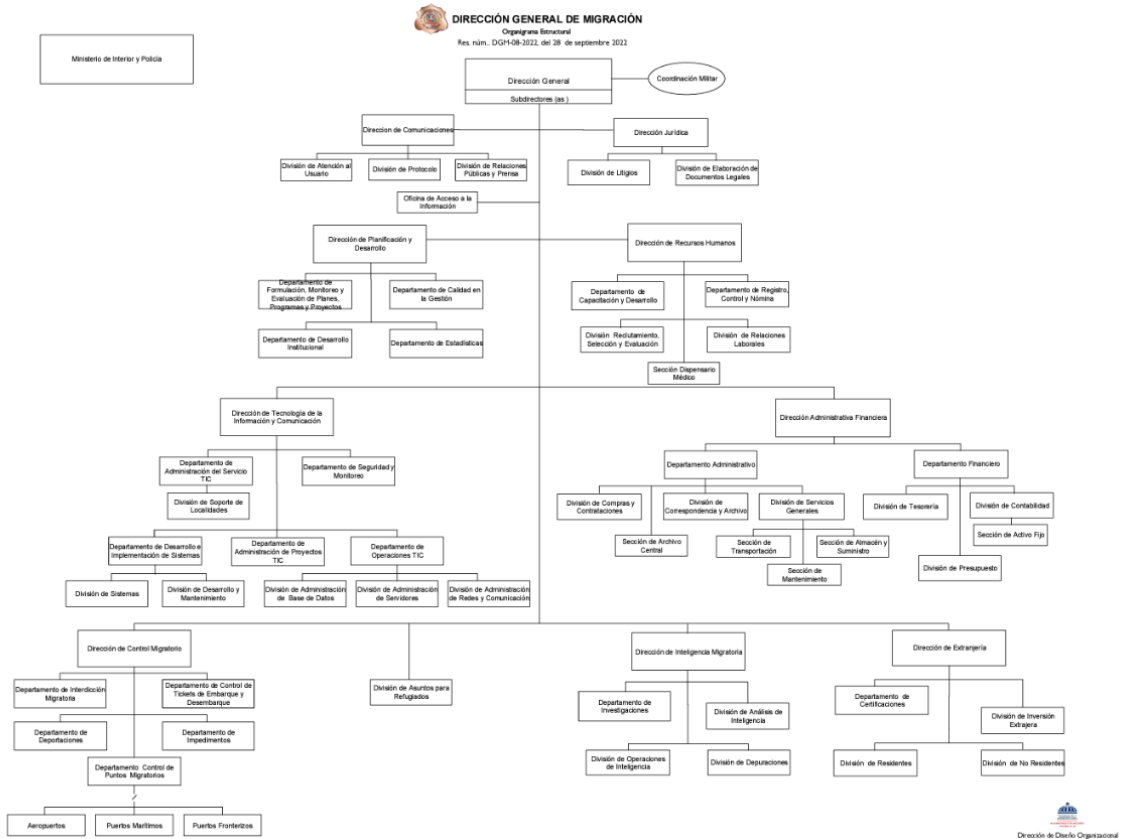 DIRECCIÓN GENERAL DE MIGRACIÓN
Organigrama Estructural
Res. núm.. DGM-08-2022, del 28 de septiembre 2022
Ministerio de Interior y Policía
Dirección General
Subdirectores (as )
Coordinación Militar
Direccion de Comunicaciones
Dirección Jurídica
División de Atención al
Usuario
División de Protocolo
División de Relaciones
Públicas y Prensa
División de Litigios
División de Elaboración de
Documentos Legales
Oficina de Acceso a la
Información
Dirección de Planificación y
Desarrollo
Dirección de Recursos Humanos
Departamento de
Formulación, Monitoreo y
Evaluación de Planes,
Programas y Proyectos
Departamento de Calidad en
la Gestión
Departamento de
Capacitación y Desarrollo
Departamento de Registro,
Control y Nómina
Departamento de Desarrollo
Institucional
Departamento de Estadísticas
División Reclutamiento,
Selección y Evaluación
División de Relaciones
Laborales
Sección Dispensario
Médico
Dirección de Tecnología de la
Información y Comunicación
Dirección Administrativa Financiera
Departamento de
Administración del Servicio
TIC
Departamento de Seguridad y
Monitoreo
División de Soporte de
Localidades
Departamento Administrativo
Departamento Financiero
División de Compras y
Contrataciones
División de
Correspondencia y Archivo
División de Servicios
Generales
División de Tesorería
División de Contabilidad
Sección de Archivo
Central
Sección de
Transportación
Sección de Almacén y
Suministro
Sección de Activo Fijo
Sección de
Mantenimiento
División de Presupuesto
Departamento de Desarrollo e
Implementación de Sistemas
Departamento de
Administración de Proyectos
TIC
Departamento de
Operaciones TIC
División de Sistemas
División de Desarrollo y
Mantenimiento
División de Administración
de Base de Datos
División de Administración
de Servidores
División de Administración
de Redes y Comunicación
Dirección de Control Migratorio
Dirección de Inteligencia Migratoria
Dirección de Extranjería
Departamento de Interdicción
Migratoria
Departamento de Control de
Tickets de Embarque y
Desembarque
División de Asuntos para
Refugiados
Departamento de
Investigaciones
División de Análisis de
Inteligencia
Departamento de
Certificaciones
División de Inversión
Extrajera
Departamento de
Deportaciones
Departamento de
Impedimentos
División de Operaciones
de Inteligencia
División de Depuraciones
División de Residentes
División de No Residentes
Departamento Control de
Puntos Migratorios
Aeropuertos
Puertos Marítimos
Puertos Fronterizos
Dirección de Diseño Organizacional